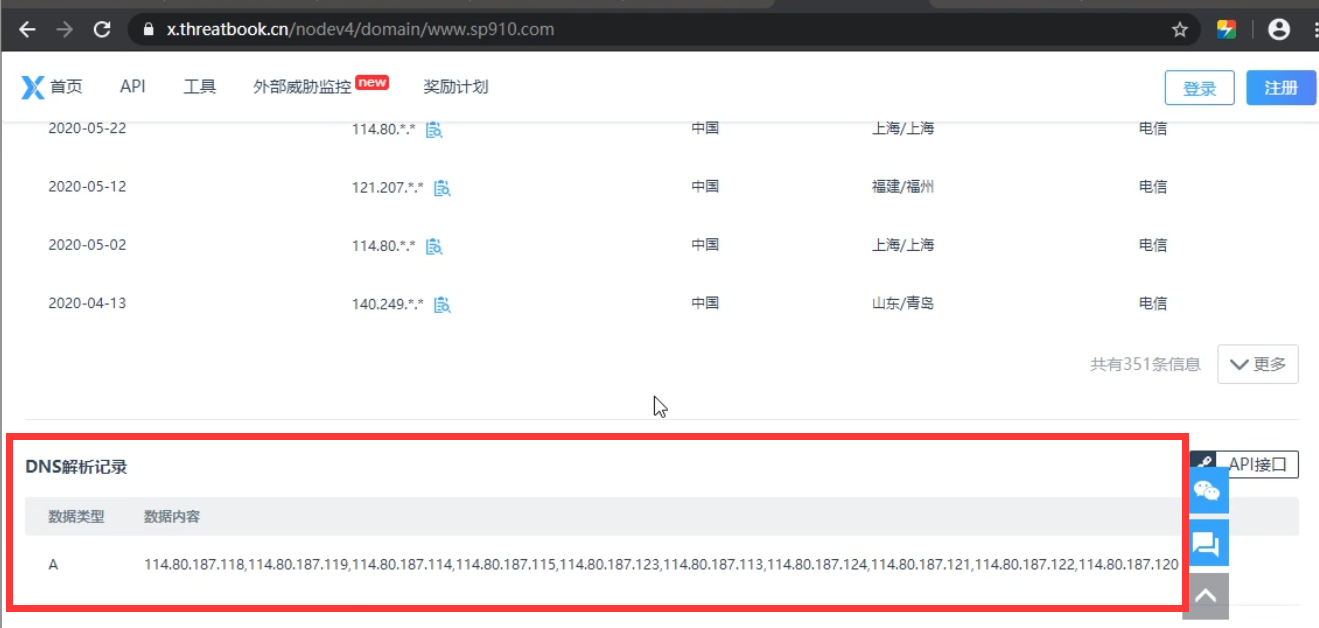 x.threatbook.cn/nodev4/domain/www.sp910.com
首页 API 工具 外部威胁监控 new 奖励计划 登录 注册
2020-05-22 114.80.*.* 中国 上海/上海 电信
2020-05-12 121.207.*.* 中国 福建/福州 电信
2020-05-02 114.80.*.* 中国 上海/上海 电信
2020-04-13 140.249.*.* 中国 山东/青岛 电信
共有351条信息 更多
DNS解析记录 API接口
数据类型 数据内容
A 114.80.187.118,114.80.187.119,114.80.187.114,114.80.187.115,114.80.187.123,114.80.187.113,114.80.187.124,114.80.187.121,114.80.187.122,114.80.187.120